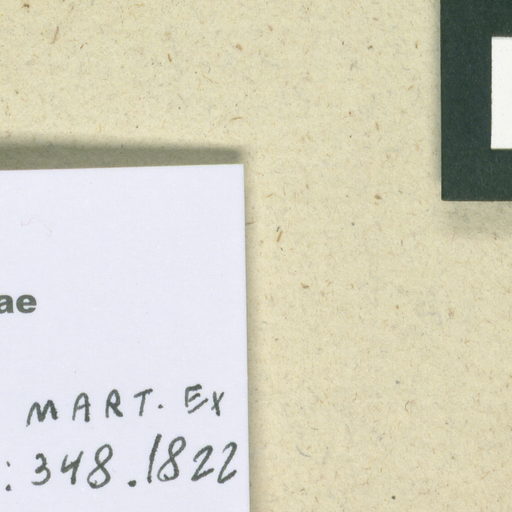 ae
MART. EX
: 348. 1822